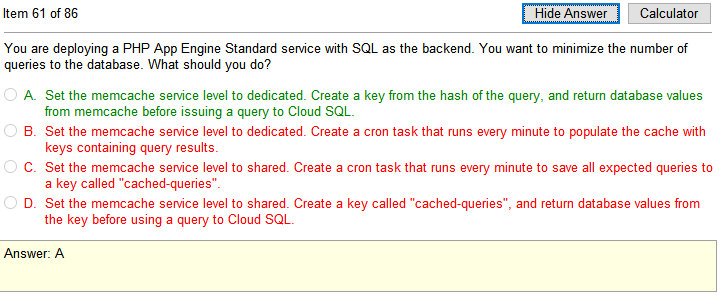 Item 61 of 86
Hide Answer
Calculator
You are deploying a PHP App Engine Standard service with SQL as the backend. You want to minimize the number of
queries to the database. What should you do?
A. Set the memcache service level to dedicated. Create a key from the hash of the query, and return database values
from memcache before issuing a query to Cloud SQL.
B. Set the memcache service level to dedicated. Create a cron task that runs every minute to populate the cache with
keys containing query results.
C. Set the memcache service level to shared. Create a cron task that runs every minute to save all expected queries to
a key called "cached-queries".
D. Set the memcache service level to shared. Create a key called "cached-queries", and return database values from
the key before using a query to Cloud SQL.
Answer: A